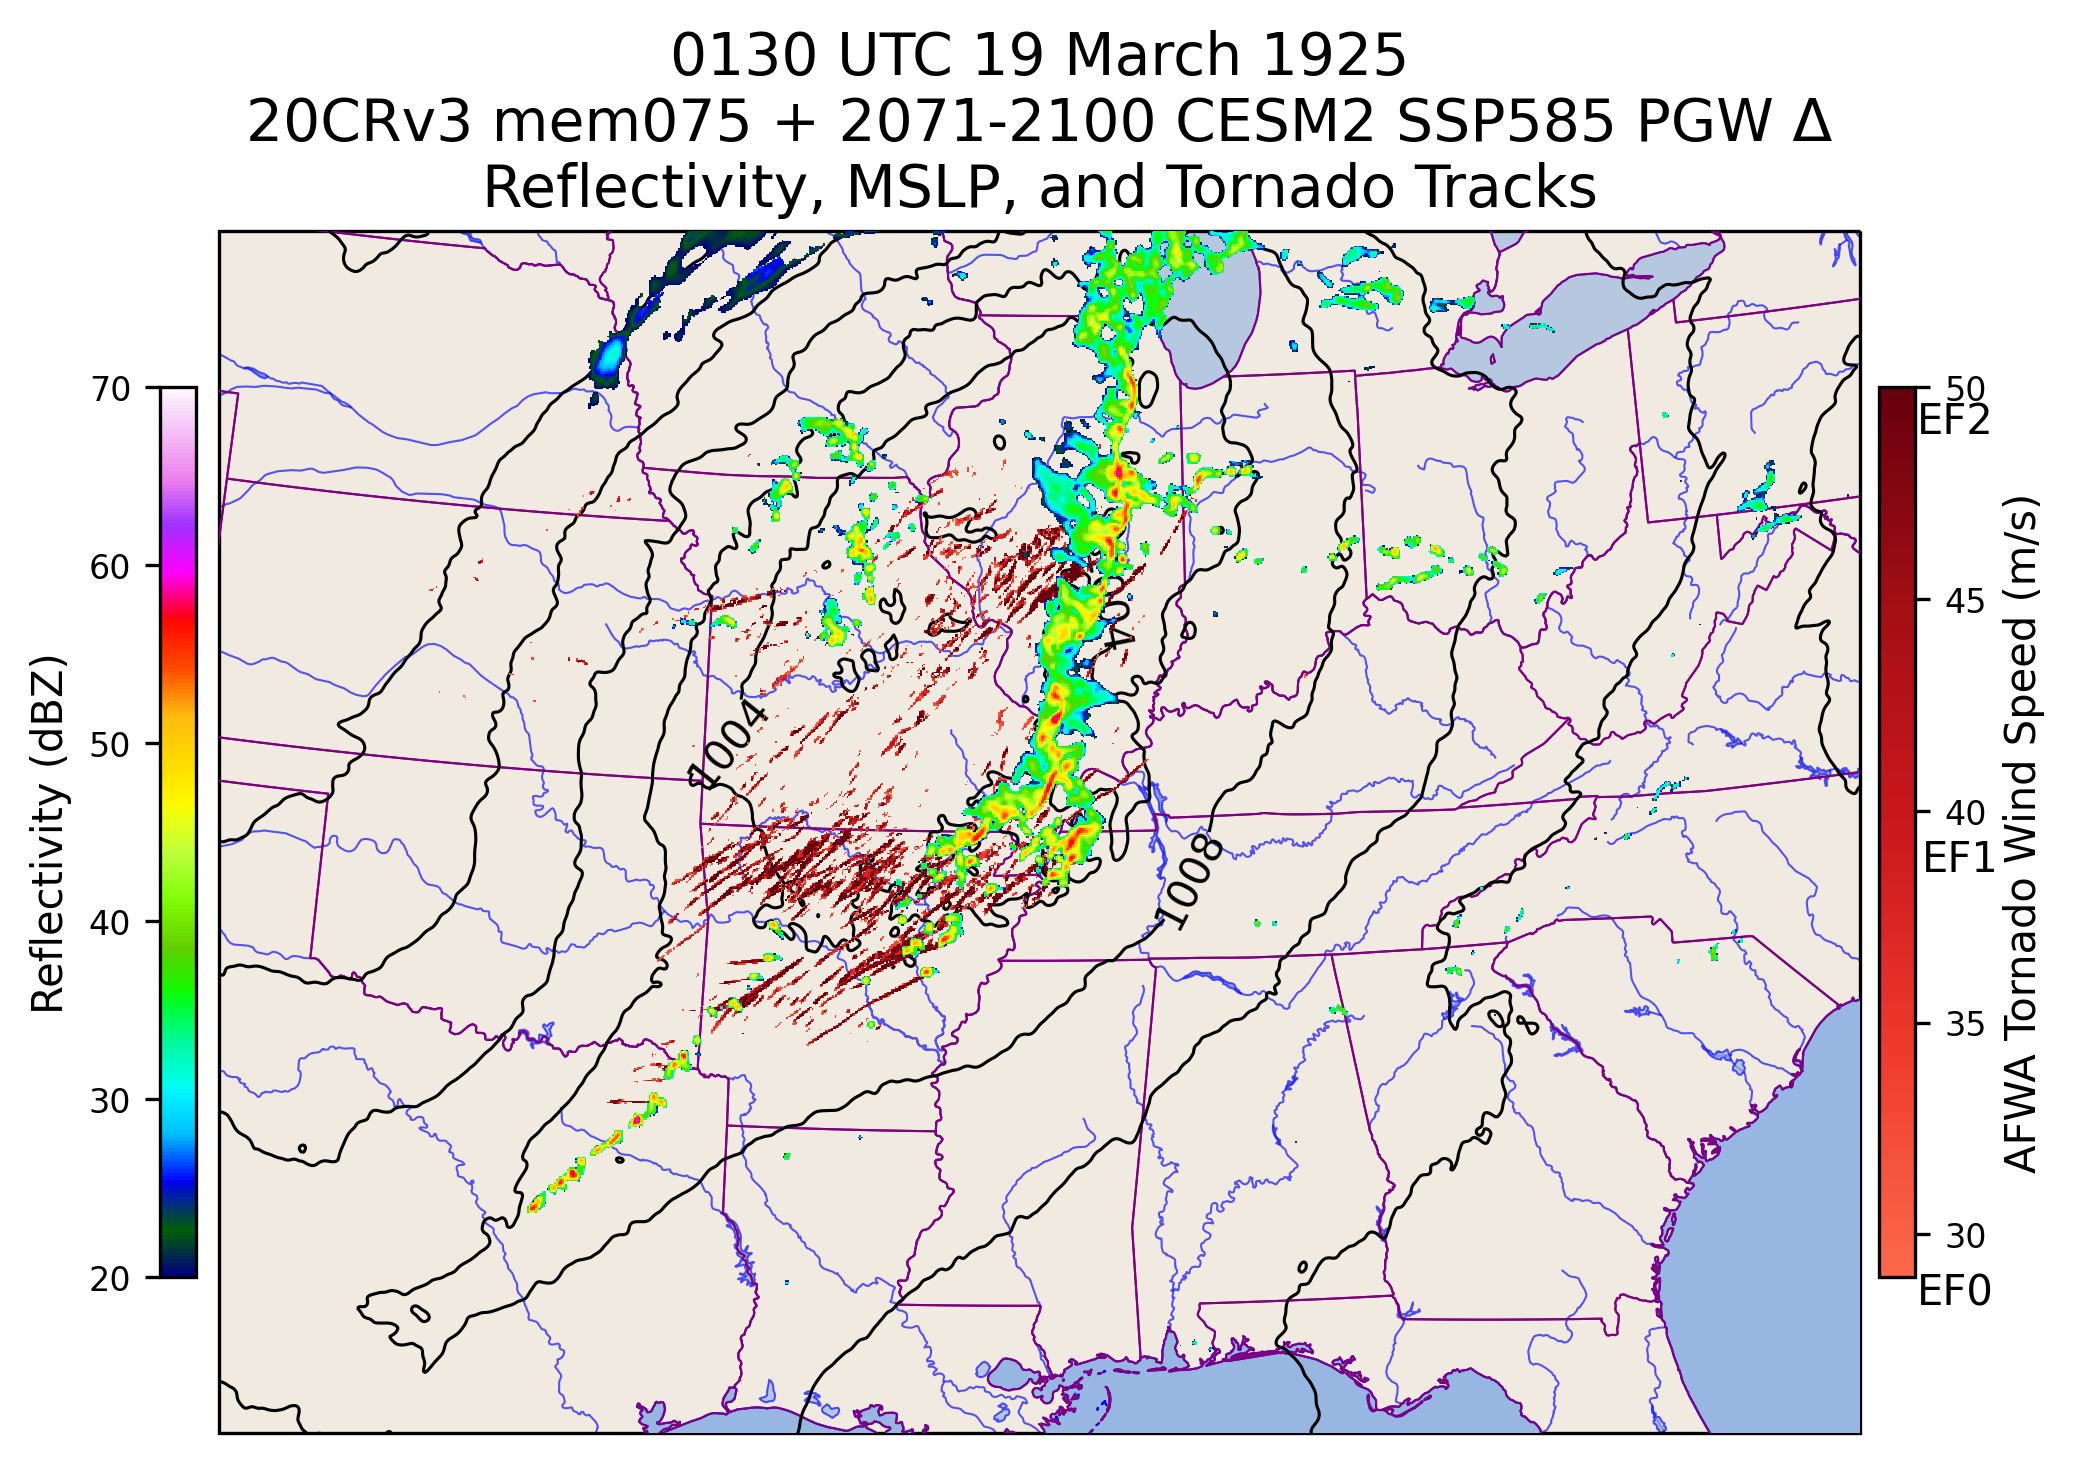 0130 UTC 19 March 1925
20CRv3 mem075 + 2071-2100 CESM2 SSP585 PGW Δ
Reflectivity, MSLP, and Tornado Tracks
70
60
50
40
30
20
Reflectivity (dBZ)
1004
1008
50
EF2
45
40
EF1
35
30
EF0
AFWA Tornado Wind Speed (m/s)